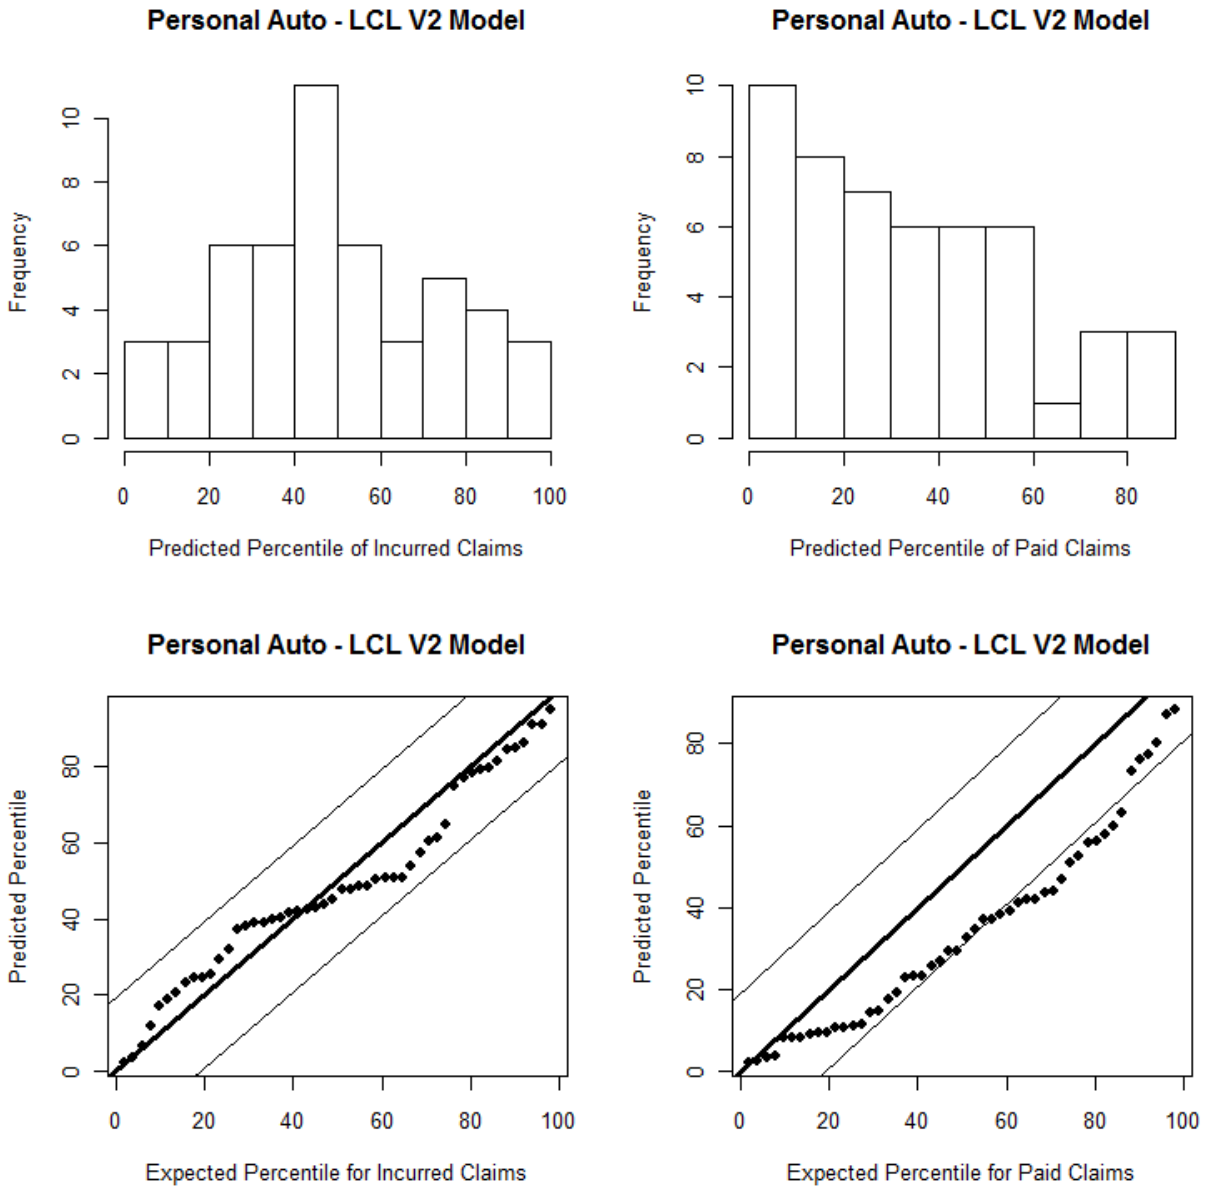 Personal Auto - LCL V2 Model
Frequency
0 2 4 6 8 10
0 20 40 60 80 100
Predicted Percentile of Incurred Claims
Personal Auto - LCL V2 Model
Frequency
0 2 4 6 8 10
0 20 40 60 80
Predicted Percentile of Paid Claims
Personal Auto - LCL V2 Model
Predicted Percentile
0 20 40 60 80
0 20 40 60 80 100
Expected Percentile for Incurred Claims
Personal Auto - LCL V2 Model
Predicted Percentile
0 20 40 60 80
0 20 40 60 80 100
Expected Percentile for Paid Claims